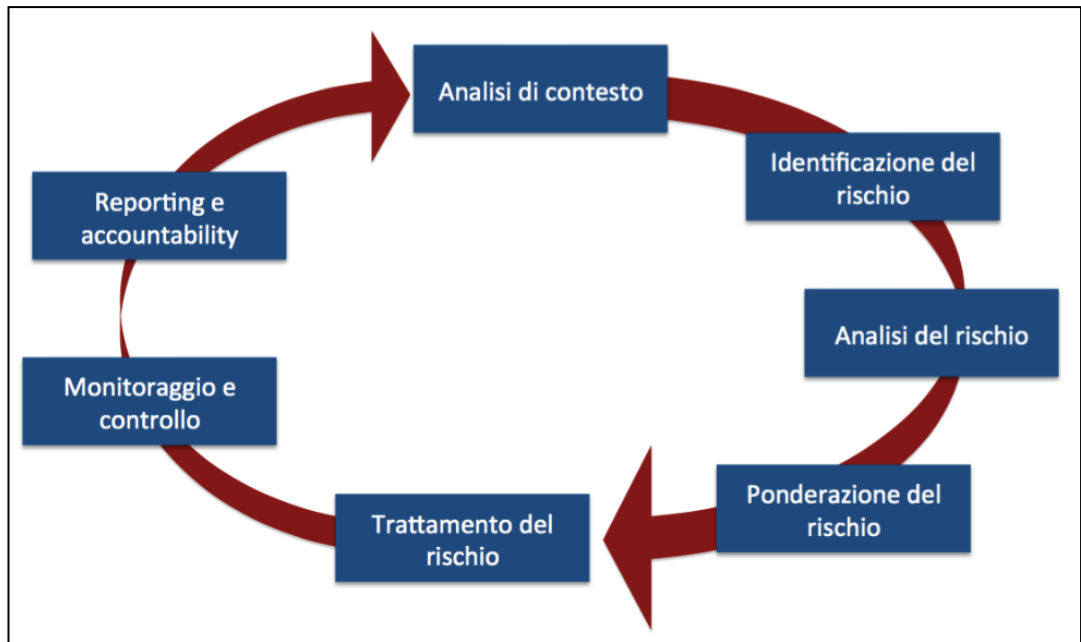 Analisi di contesto
Identificazione del
rischio
Analisi del rischio
Ponderazione del
rischio
Trattamento del
rischio
Monitoraggio e
controllo
Reporting e
accountability